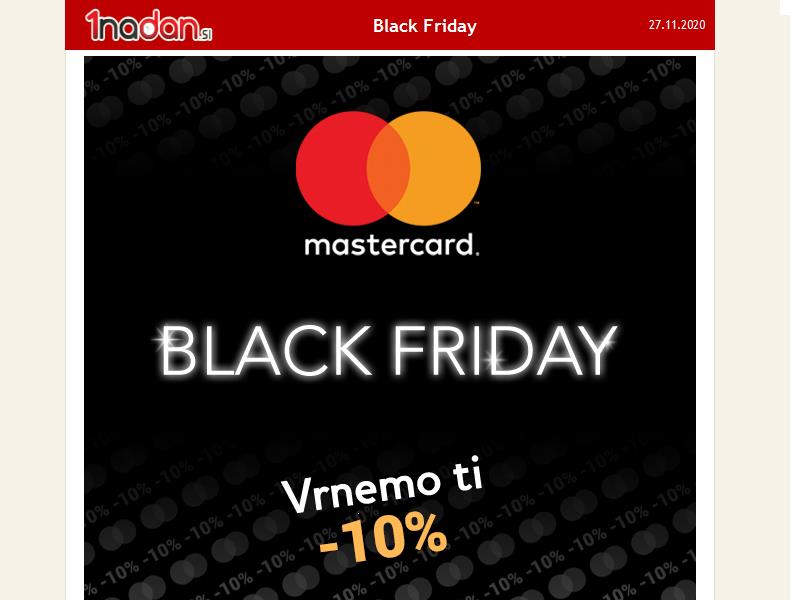 1nadan.si
Black Friday
27.11.2020
mastercard.
BLACK FRIDAY
Vrnemo ti
-10%